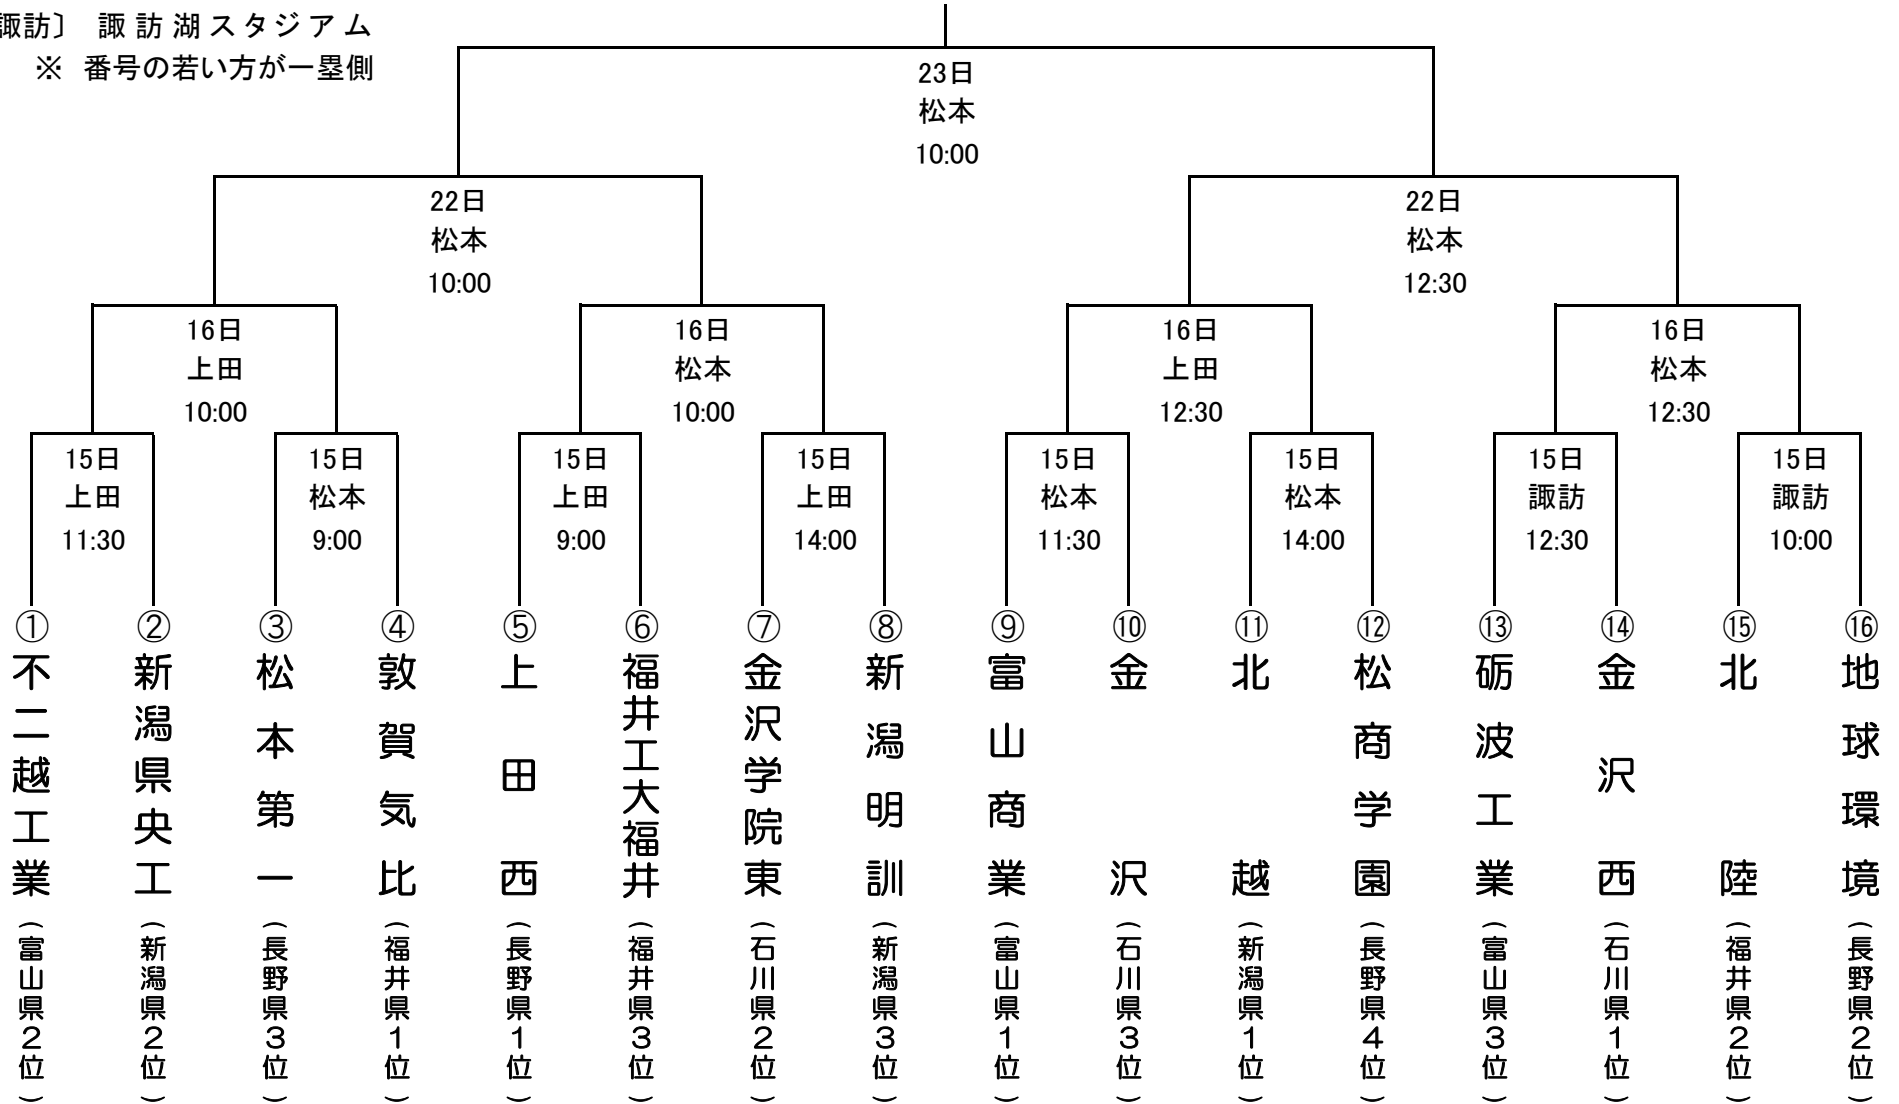 諏訪〕 諏訪湖スタジアム
※ 番号の若い方が一塁側
23日
松本
10:00
22日
松本
10:00
22日
松本
12:30
16日
上田
10:00
16日
松本
10:00
16日
上田
12:30
16日
松本
12:30
15日
上田
11:30
15日
松本
9:00
15日
上田
9:00
15日
上田
14:00
15日
松本
11:30
15日
松本
14:00
15日
諏訪
12:30
15日
諏訪
10:00
①不二越工業(富山県2位)
②新潟県央工(新潟県2位)
③松本第一(長野県3位)
④敦賀気比(福井県1位)
⑤上田西(長野県1位)
⑥福井工大福井(福井県3位)
⑦金沢学院東(石川県2位)
⑧新潟明訓(新潟県3位)
⑨富山商業(富山県1位)
⑩金沢(石川県3位)
⑪北越(新潟県1位)
⑫松商学園(長野県4位)
⑬砺波工業(富山県3位)
⑭金沢西(石川県1位)
⑮北陸(福井県2位)
⑯地球環境(長野県2位)